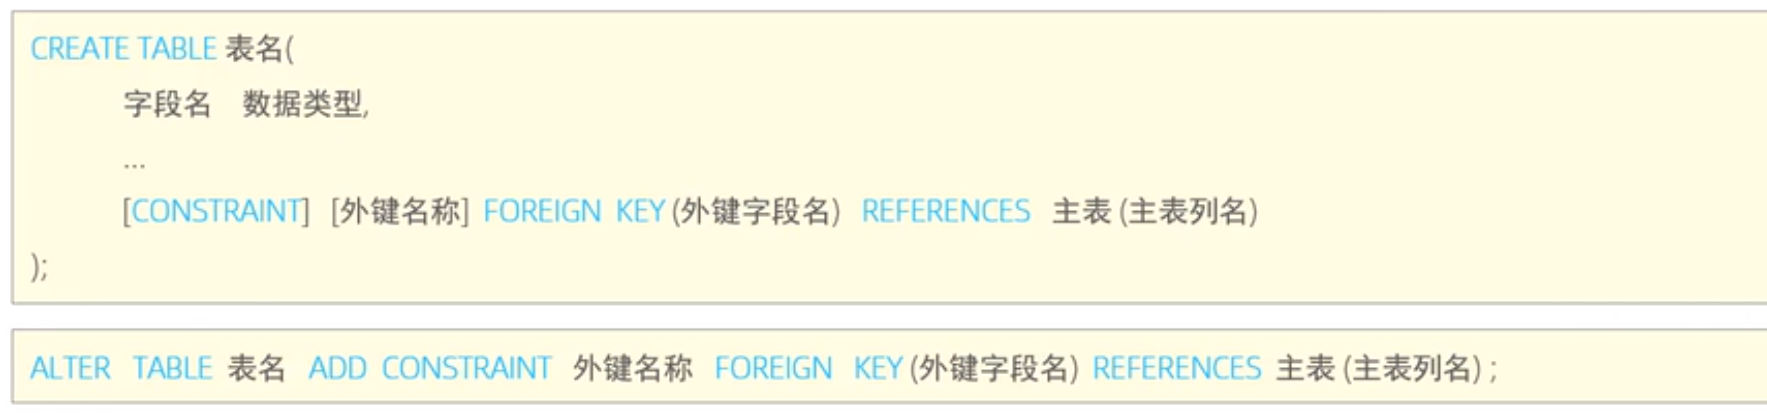 CREATE TABLE 表名(
字段名 数据类型,
...
[CONSTRAINT] [外键名称] FOREIGN KEY (外键字段名) REFERENCES 主表 (主表列名)
);
ALTER TABLE 表名 ADD CONSTRAINT 外键名称 FOREIGN KEY (外键字段名) REFERENCES 主表 (主表列名) ;